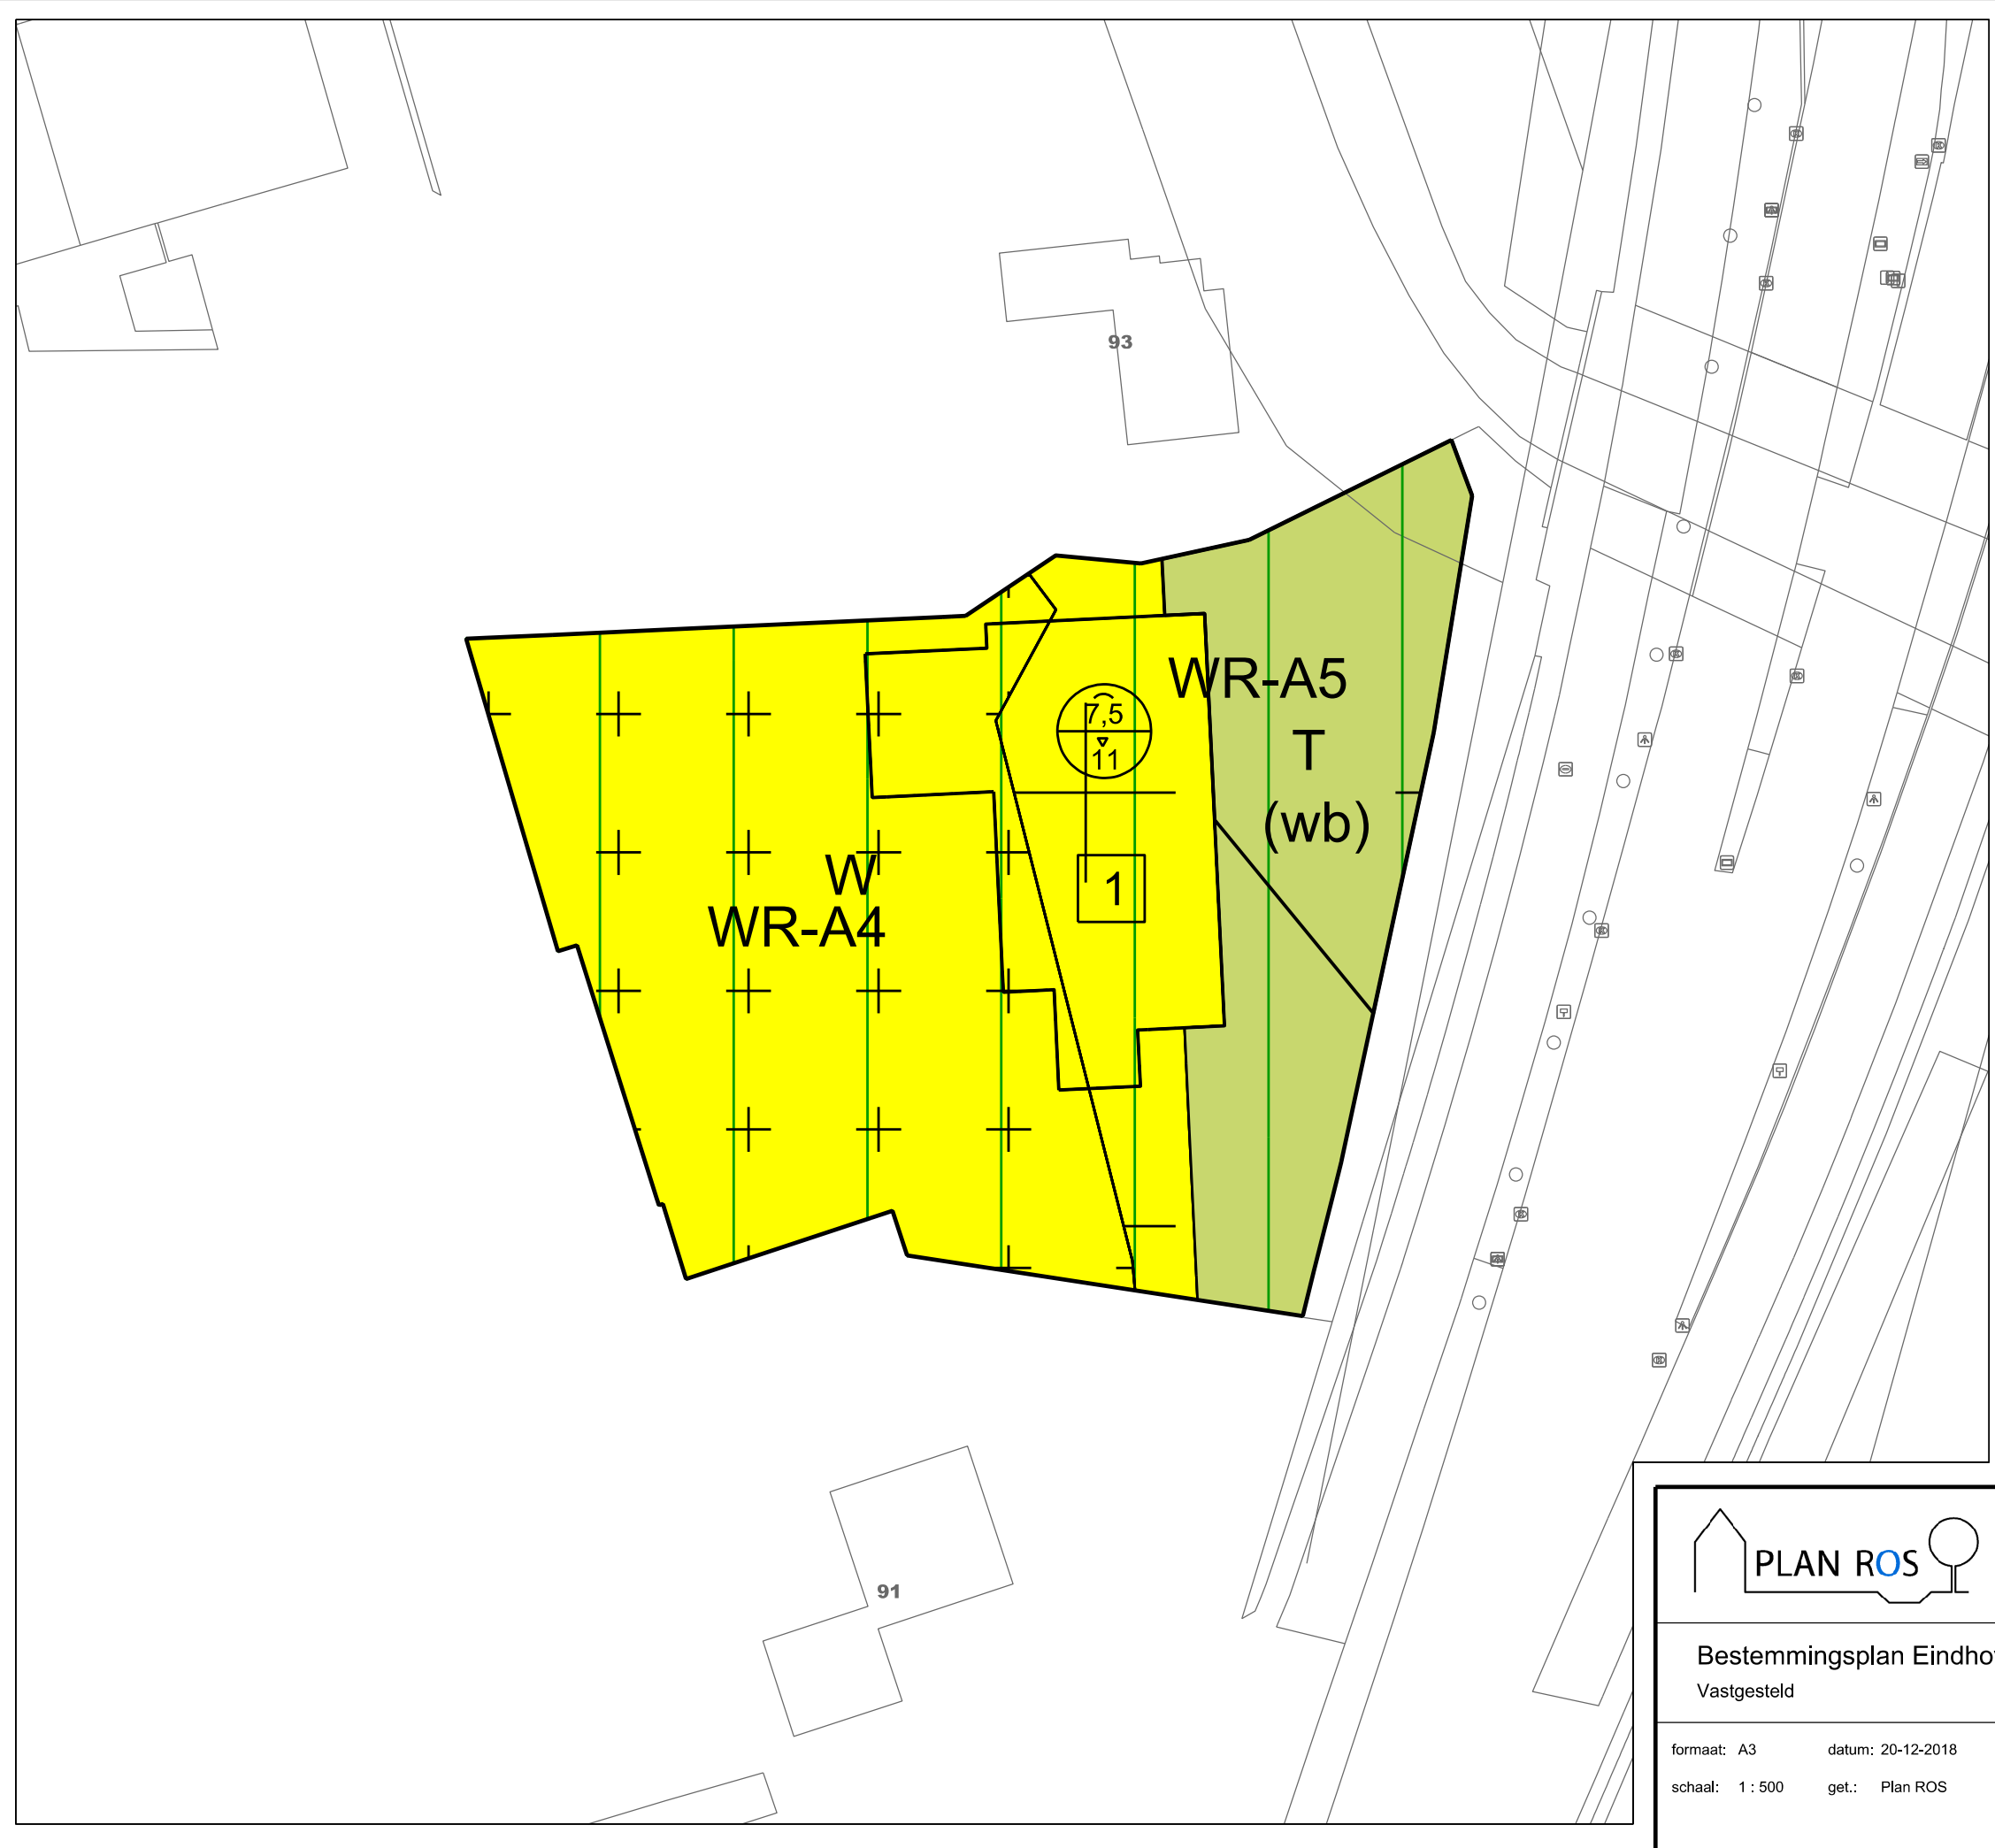 93
WR-A5
T
(wb)
7,5
11
1
W
WR-A4
91
PLAN ROS
Bestemmingsplan
Vastgesteld
formaat: A3 datum: 20-12-2018
schaal: 1 : 500 get.: Plan ROS